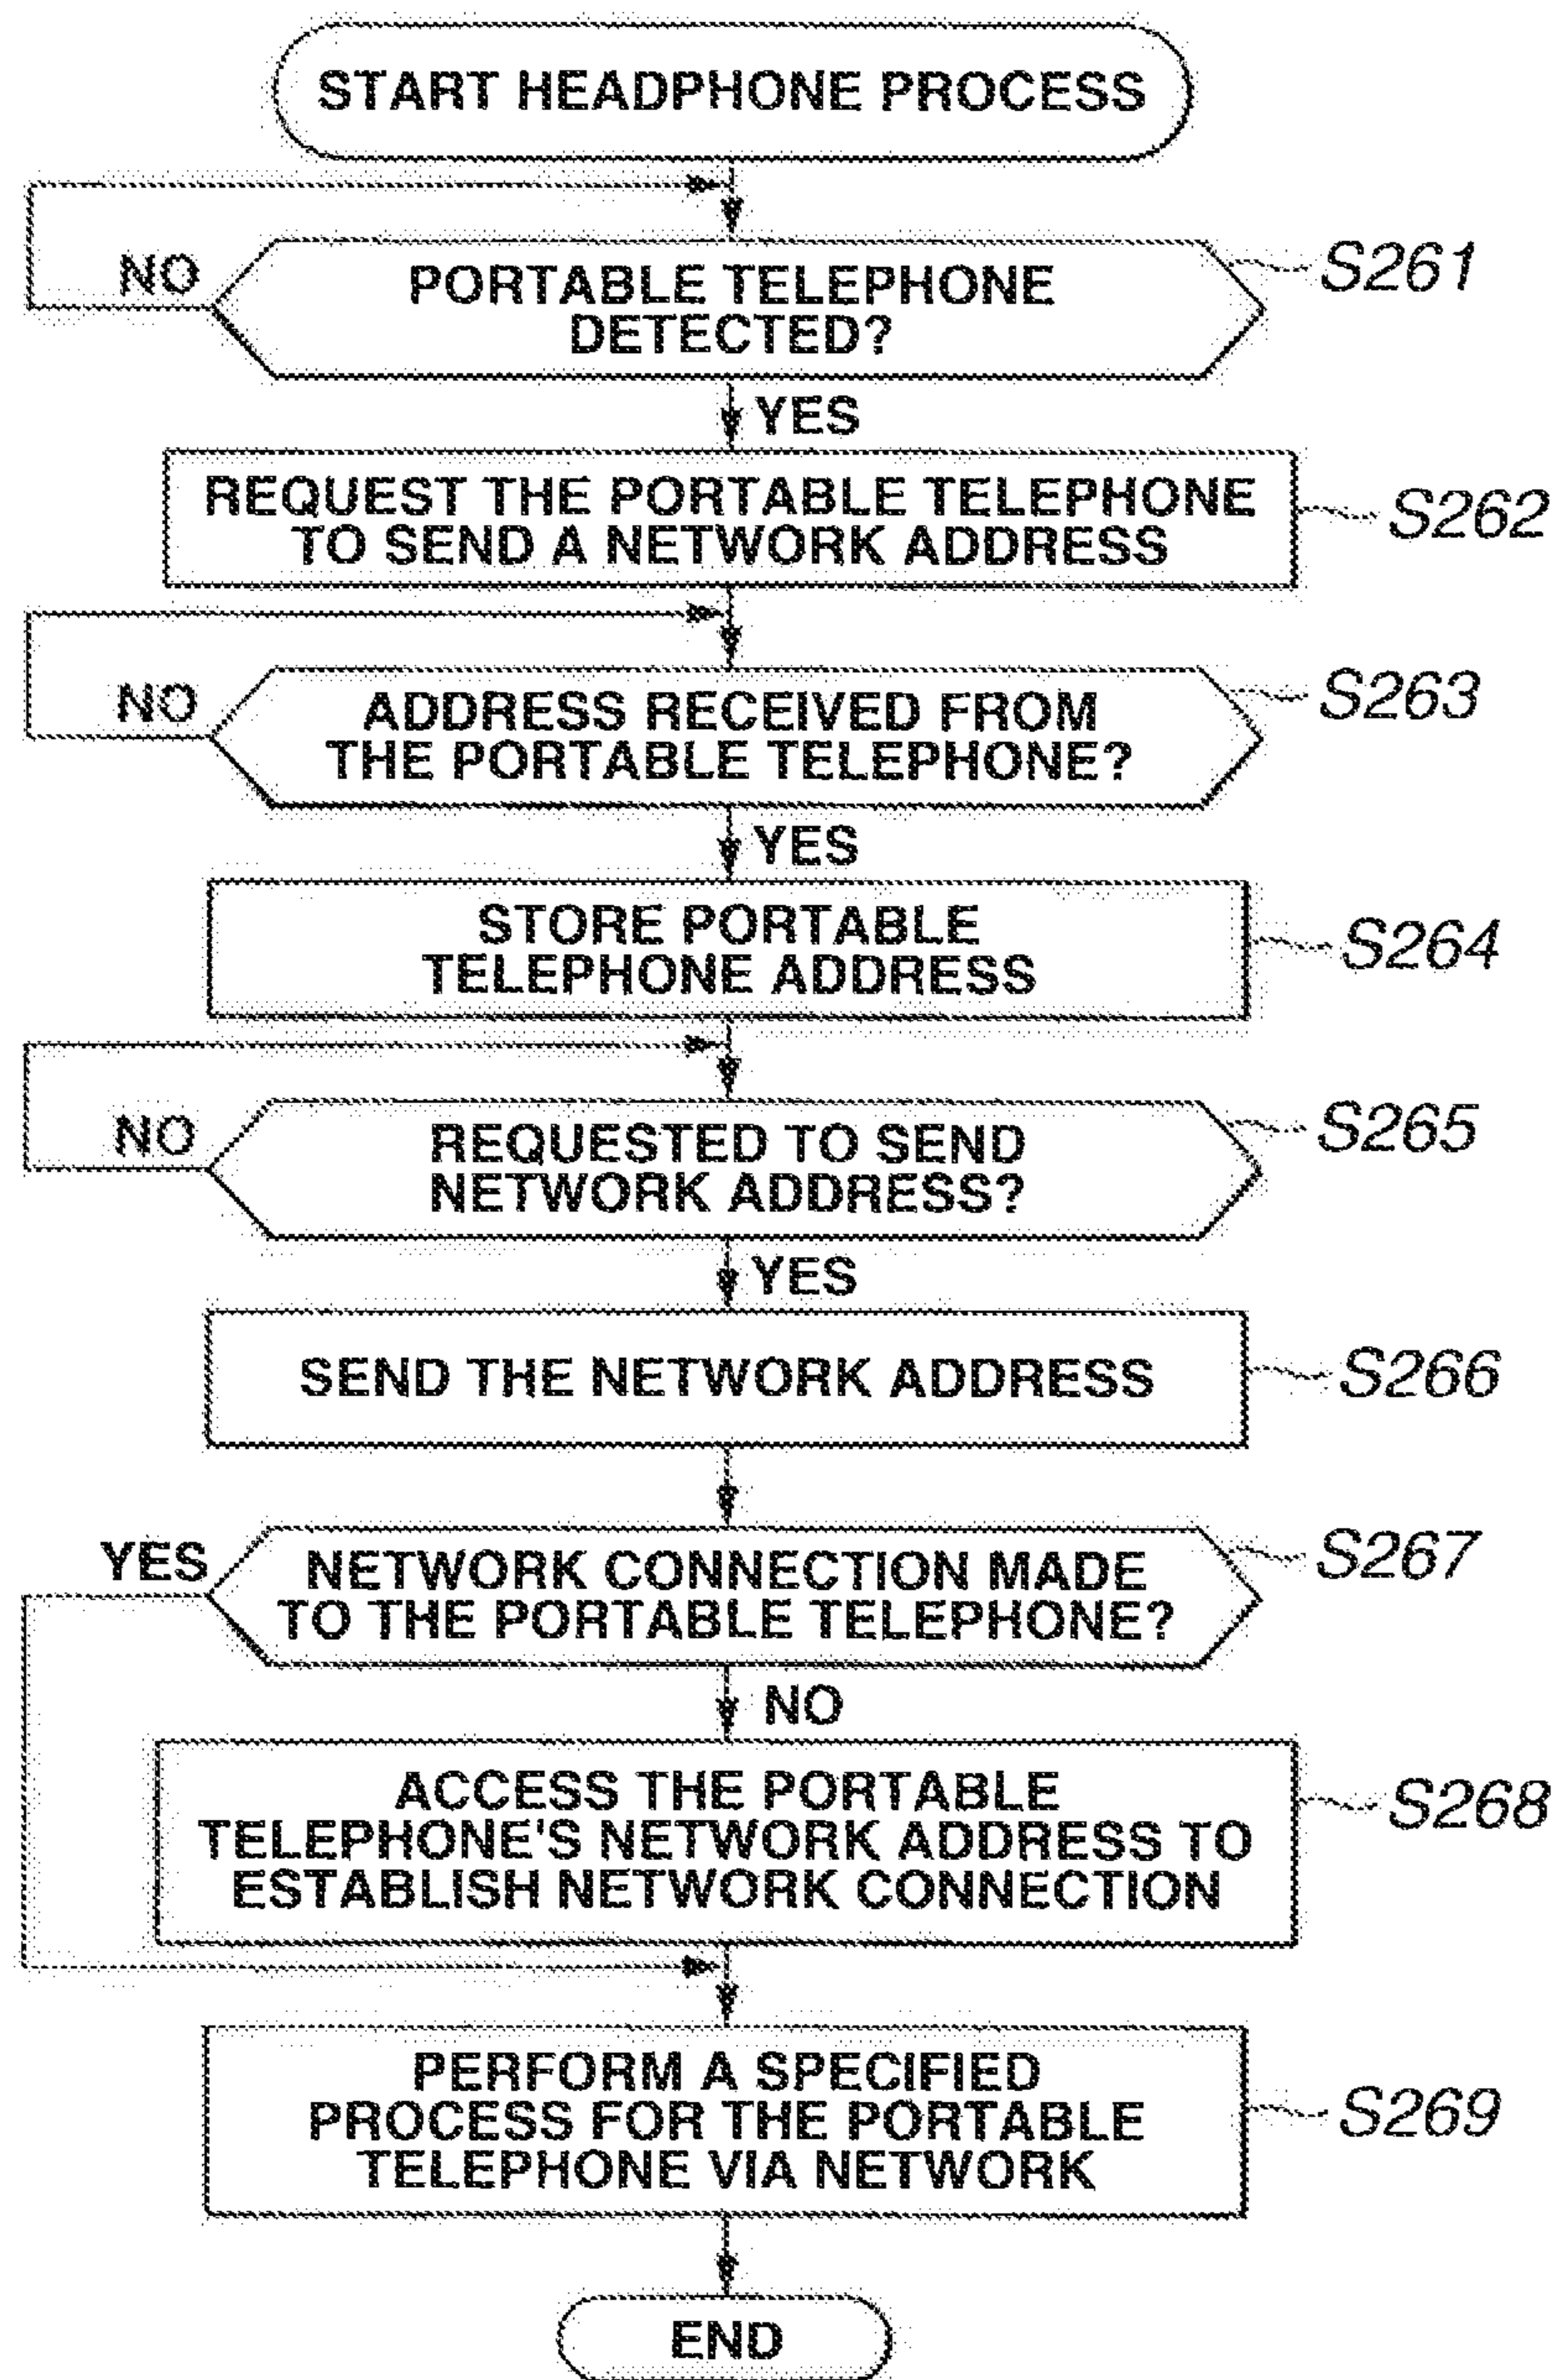 START HEADPHONE PROCESS
NO
PORTABLE TELEPHONE
DETECTED?
S261
YES
REQUEST THE PORTABLE TELEPHONE
TO SEND A NETWORK ADDRESS
S262
NO
ADDRESS RECEIVED FROM
THE PORTABLE TELEPHONE?
S263
YES
STORE PORTABLE
TELEPHONE ADDRESS
S264
NO
REQUESTED TO SEND
NETWORK ADDRESS?
S265
YES
SEND THE NETWORK ADDRESS
S266
YES
NETWORK CONNECTION MADE
TO THE PORTABLE TELEPHONE?
S267
NO
ACCESS THE PORTABLE
TELEPHONE'S NETWORK ADDRESS TO
ESTABLISH NETWORK CONNECTION
S268
PERFORM A SPECIFIED
PROCESS FOR THE PORTABLE
TELEPHONE VIA NETWORK
S269
END